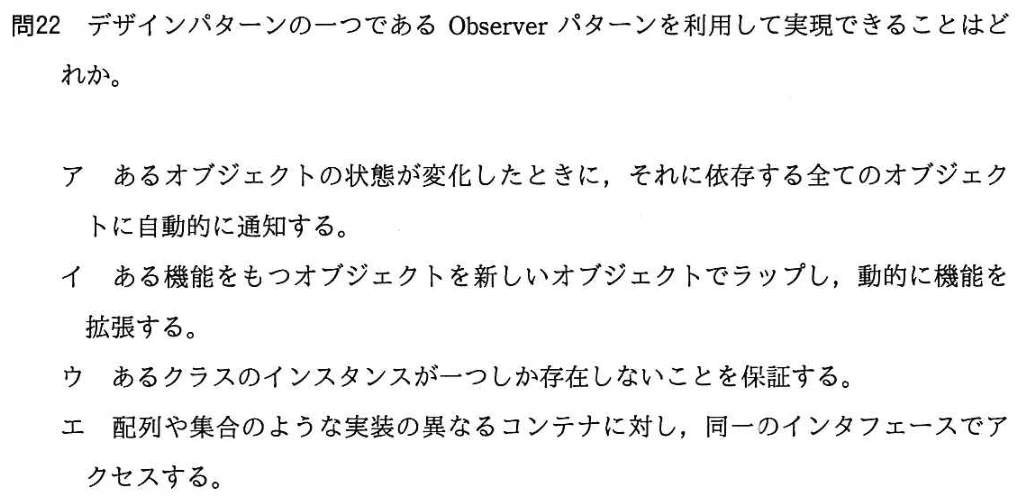 問22 デザインパターンの一つである Observer パターンを利用して実現できることはど
れか。
ア あるオブジェクトの状態が変化したときに，それに依存する全てのオブジェク
トに自動的に通知する。
イ ある機能をもつオブジェクトを新しいオブジェクトでラップし，動的に機能を
拡張する。
ウ あるクラスのインスタンスが一つしか存在しないことを保証する。
エ 配列や集合のような実装の異なるコンテナに対し，同一のインタフェースでア
クセスする。